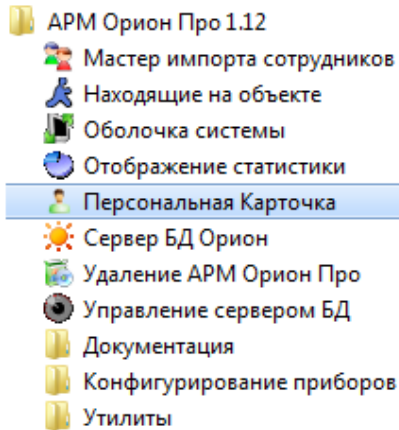 АРМ Орион Про 1.12
Мастер импорта сотрудников
Находящие на объекте
Оболочка системы
Отображение статистики
Персональная Карточка
Сервер БД Орион
Удаление АРМ Орион Про
Управление сервером БД
Документация
Конфигурирование приборов
Утилиты